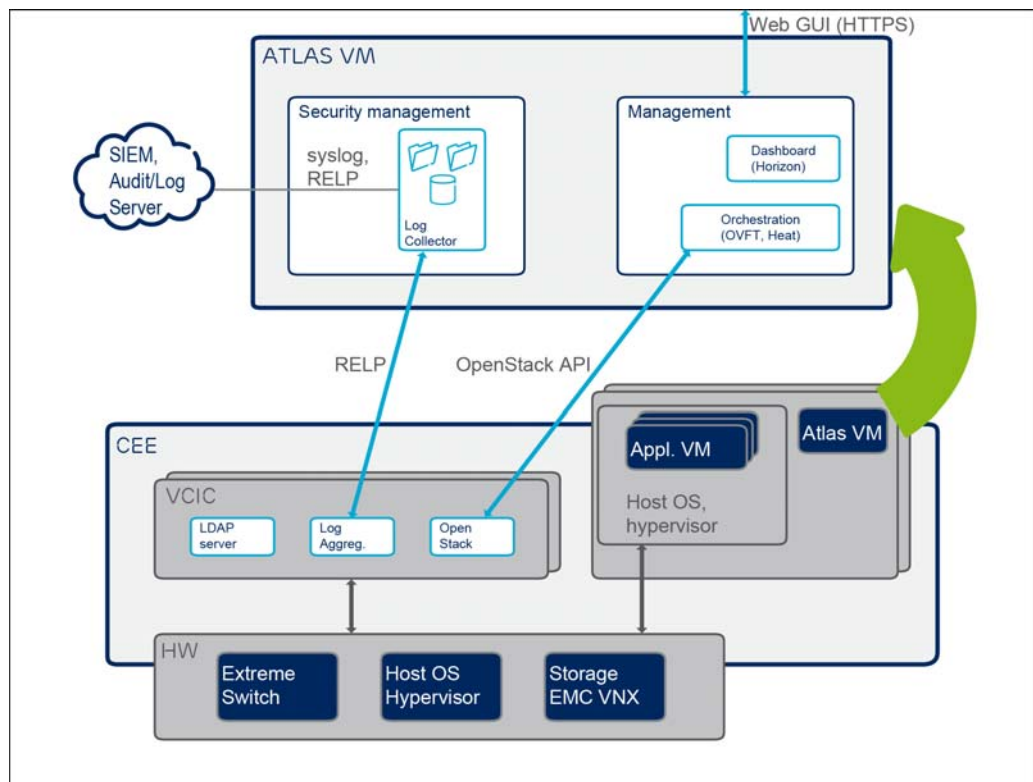 Web GUI (HTTPS)
ATLAS VM
Security management
Management
SIEM,
Audit/Log
Server
syslog,
RELP
Log
Collector
Dashboard
(Horizon)
Orchestration
(OVFT, Heat)
RELP
OpenStack API
CEE
Appl. VM
Atlas VM
Host OS,
hypervisor
VCIC
LDAP
server
Log
Aggreg.
Open
Stack
HW
Extreme
Switch
Host OS
Hypervisor
Storage
EMC VNX